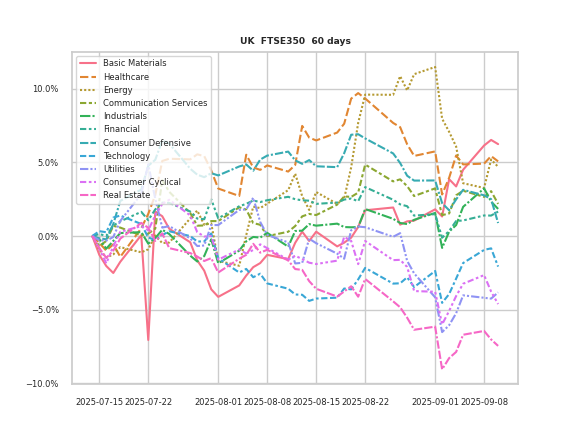 UK  FTSE350  60 days
Basic Materials
Healthcare
Energy
Communication Services
Industrials
Financial
Consumer Defensive
Technology
Utilities
Consumer Cyclical
Real Estate
10.0%
5.0%
0.0%
−5.0%
−10.0%
2025-07-15 2025-07-22 2025-08-01 2025-08-08 2025-08-15 2025-08-22 2025-09-01 2025-09-08